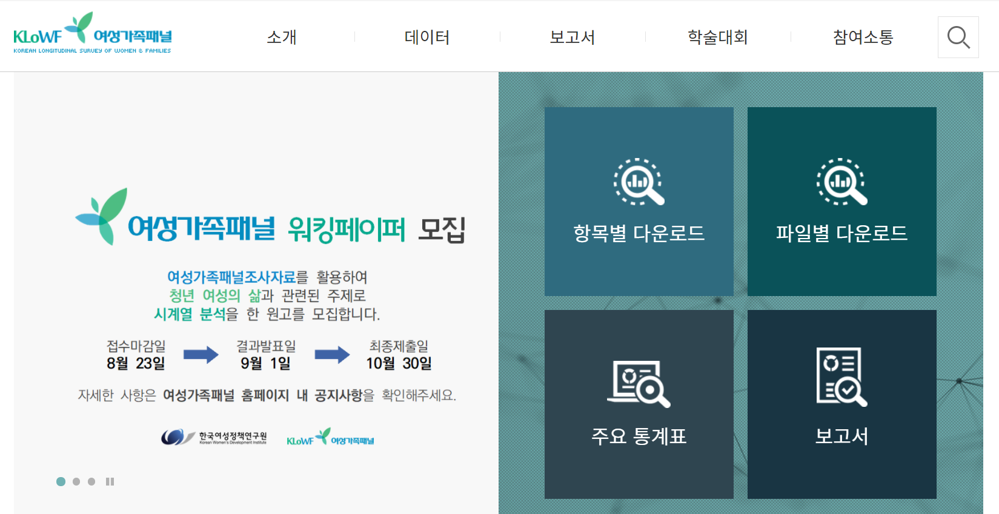 KLoWF 여성가족패널
KOREAN LONGITUDINAL SURVEY OF WOMEN & FAMILIES
소개
데이터
보고서
학술대회
참여소통
여성가족패널 워킹페이퍼 모집
여성가족패널조사자료를 활용하여
청년 여성의 삶과 관련된 주제로
시계열 분석을 한 원고를 모집합니다.
접수마감일 결과발표일 최종제출일
8월 23일 9월 1일 10월 30일
자세한 사항은 여성가족패널 홈페이지 내 공지사항을 확인해주세요.
한국여성정책연구원
Korean Women's Development Institute
KLoWF 여성가족패널
항목별 다운로드
파일별 다운로드
주요 통계표
보고서